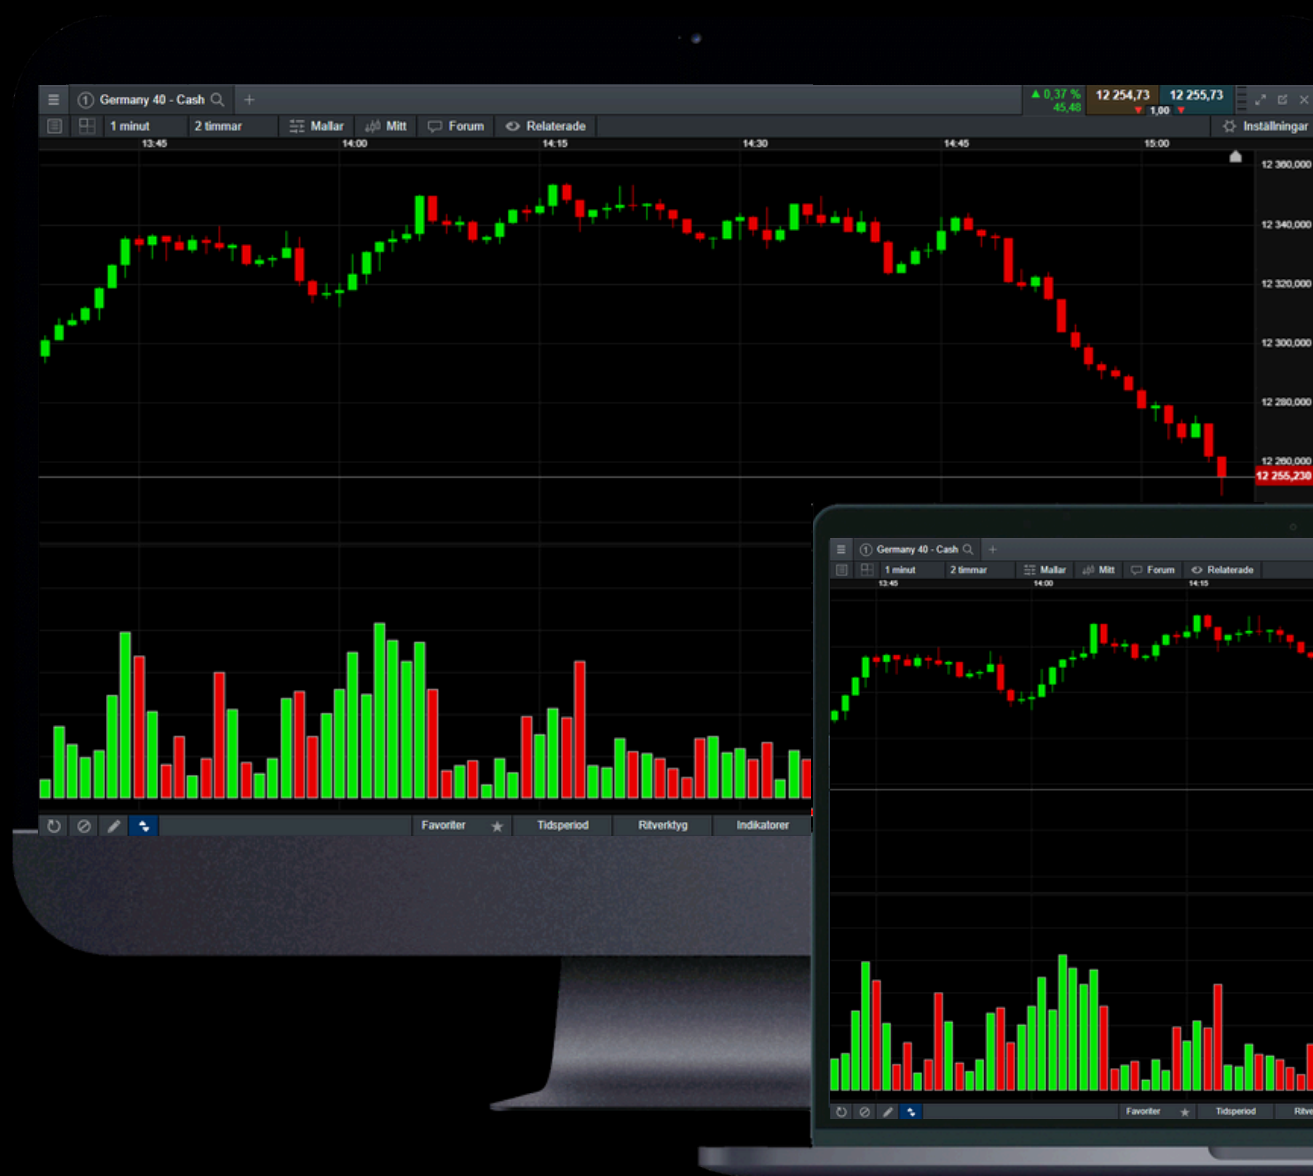 1 Germany 40 - Cash
0,37 %
45,48
12 254,73 12 255,73
1,00
1 minut 2 timmar Mallar Mitt Forum Relaterade Inställningar
13:45 14:00 14:15 14:30 14:45 15:00
12 360,000
12 340,000
12 320,000
12 300,000
12 280,000
12 260,000
12 255,230
Favoriter Tidsperiod Ritverktyg Indikatorer
1 Germany 40 - Cash
1 minut 2 timmar Mallar Mitt Forum Relaterade
13:45 14:00 14:15
Favoriter Tidsperiod